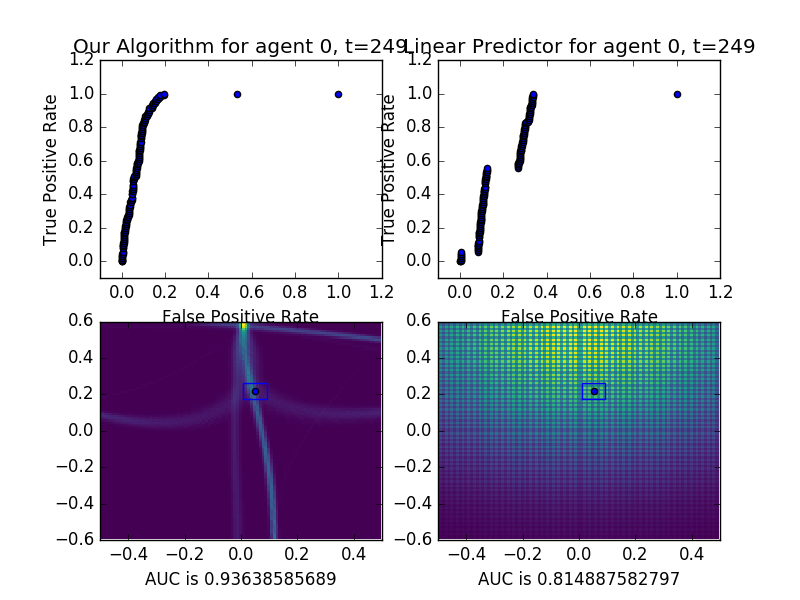 Our Algorithm for agent 0, t=249
Linear Predictor for agent 0, t=249
True Positive Rate
1.2
1.0
0.8
0.6
0.4
0.2
0.0
0.0 0.2 0.4 0.6 0.8 1.0 1.2
False Positive Rate
True Positive Rate
1.2
1.0
0.8
0.6
0.4
0.2
0.0
0.0 0.2 0.4 0.6 0.8 1.0 1.2
False Positive Rate
0.6
0.4
0.2
0.0
−0.2
−0.4
−0.6
−0.4 −0.2 0.0 0.2 0.4
AUC is 0.93638585689
0.6
0.4
0.2
0.0
−0.2
−0.4
−0.6
−0.4 −0.2 0.0 0.2 0.4
AUC is 0.814887582797